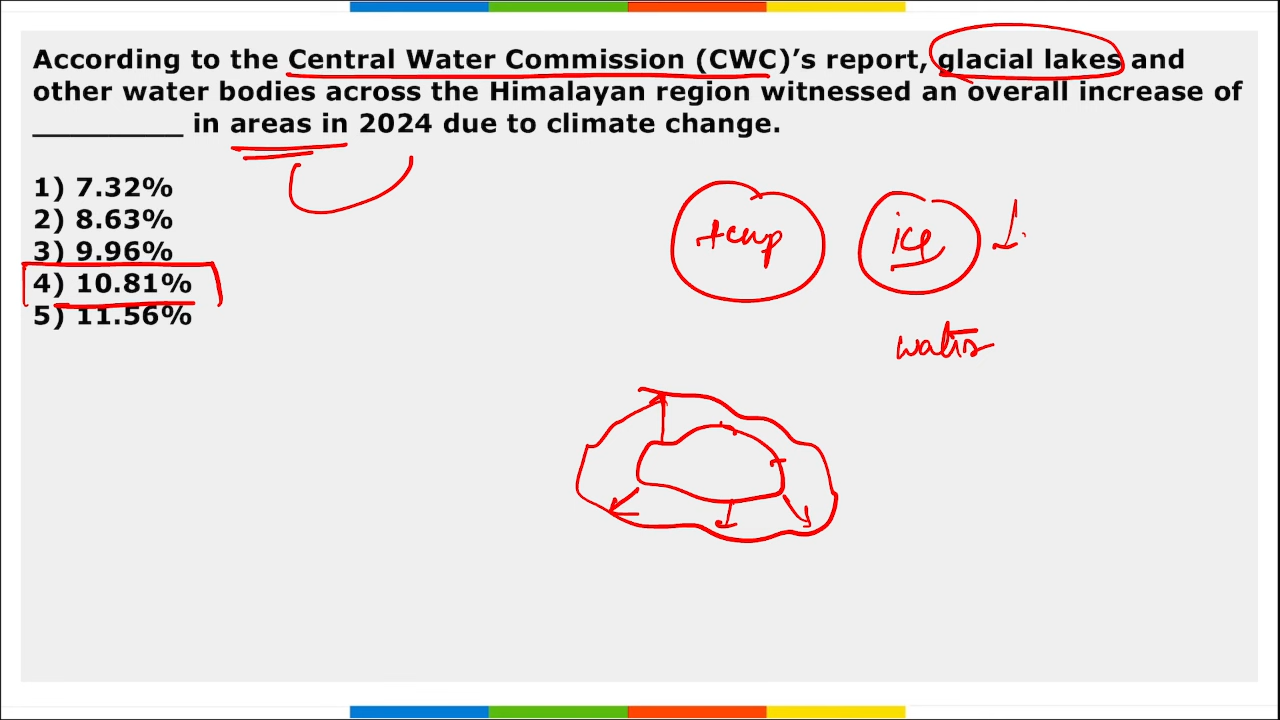 According to the Central Water Commission (CWC)’s report, glacial lakes and
other water bodies across the Himalayan region witnessed an overall increase of
__________ in areas in 2024 due to climate change.
1) 7.32%
2) 8.63%
3) 9.96%
4) 10.81%
5) 11.56%
temp
ice
water